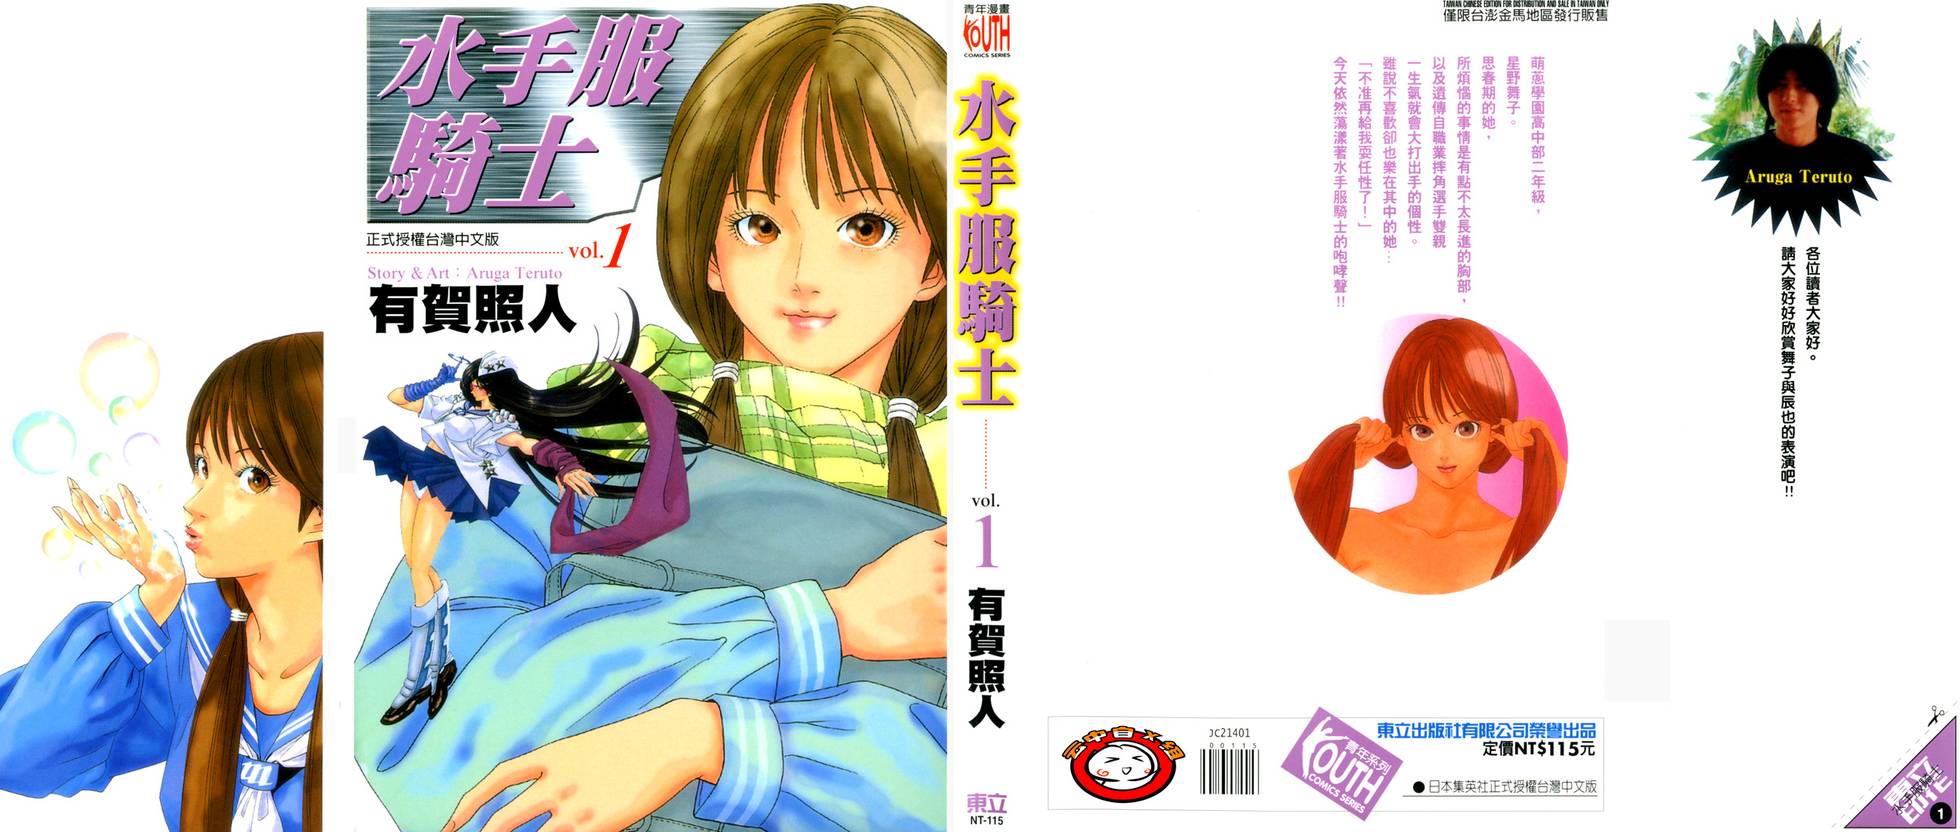 水手服
騎士
正式授權台灣中文版
vol.1
Story & Art：Aruga Teruto
有賀照人
青年漫畫
YOUTH
COMICS SERIES
水手服騎士
vol.
1
有賀照人
東立
NT-115
TAIWAN CHINESE EDITION FOR DISTRIBUTION AND SALE IN TAIWAN ONLY
僅限台澎金馬地區發行販售
萌蔥學園高中部二年級，
星野舞子。
思春期的她，
所煩惱的事情是有點不太長進的胸部，
以及遺傳自職業摔角選手雙親
一生氣就會大打出手的個性。
雖說不喜歡卻也樂在其中的她…
「不准再給我耍任性了！」
今天依然蕩漾著水手服騎士的咆哮聲!!
Aruga Teruto
各位讀者大家好。
請大家好好欣賞舞子與辰也的表演吧!!
JC21401
00115
青年系列
YOUTH
COMICS SERIES
東立出版社有限公司榮譽出品
定價NT$115元
●日本集英社正式授權台灣中文版
東立
印花
水手服騎士
1